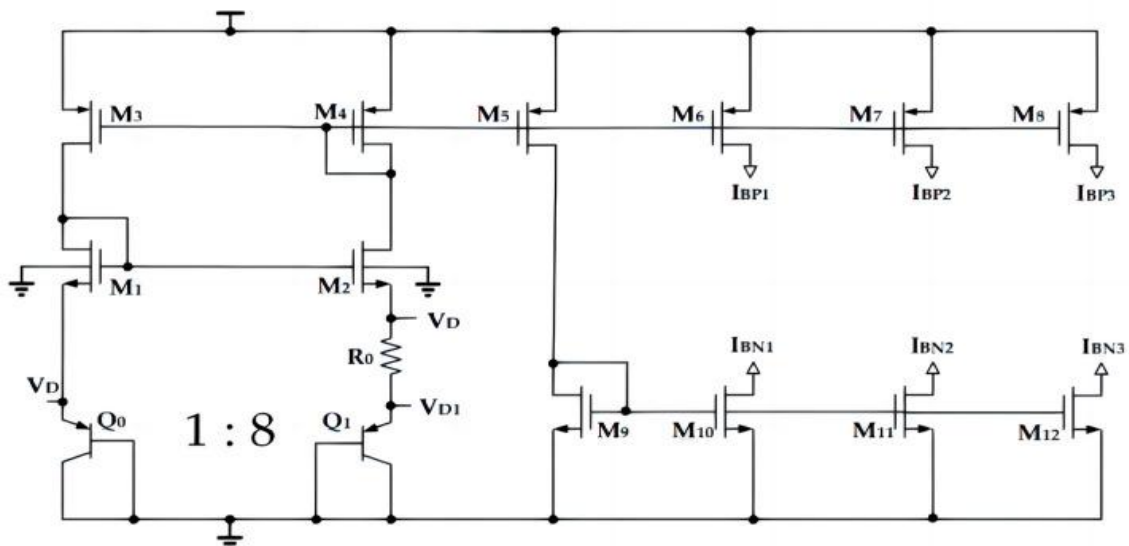 M3 M4 M5 M6 M7 M8
IBP1 IBP2 IBP3
M1 M2
VD
R0 IBN1 IBN2 IBN3
VD VD1
Q0 1 : 8 Q1 M9 M10 M11 M12